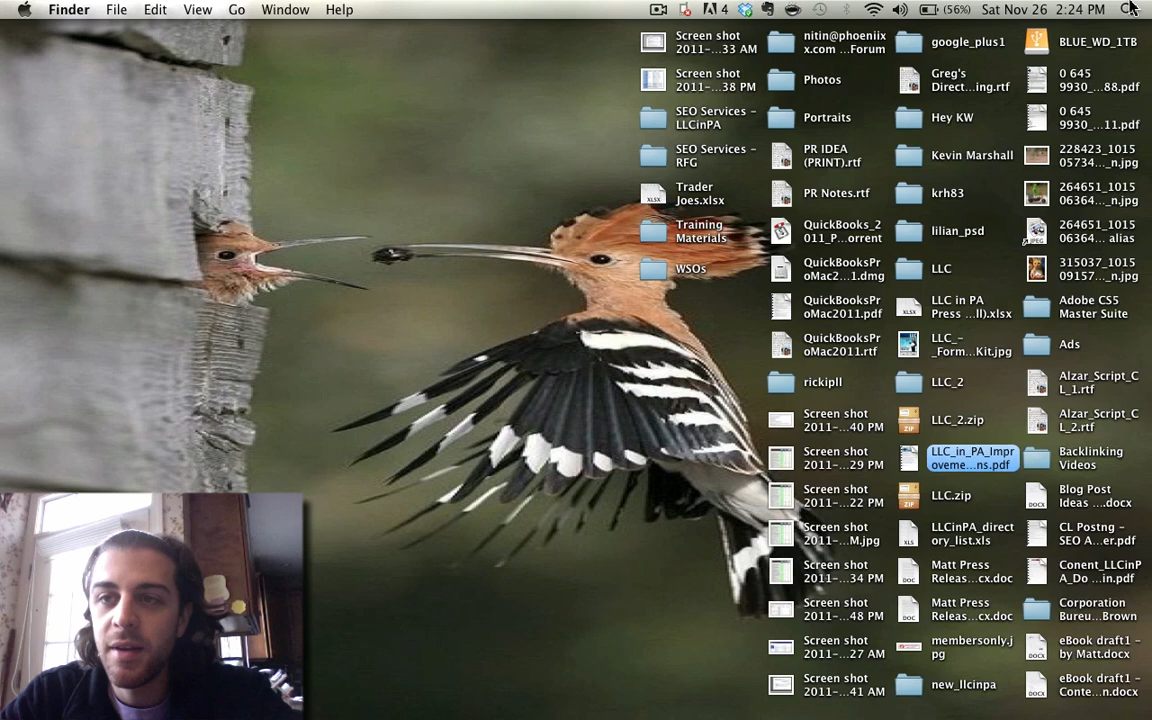 Finder File Edit View Go Window Help
4
(56%) Sat Nov 26 2:24 PM
Screen shot
2011-...33 AM
Screen shot
2011-...38 PM
SEO Services -
LLCinPA
SEO Services -
RFG
Trader
Joes.xlsx
Training
Materials
WSOs
nitin@phoeniix
x.com ...Forum
Photos
Portraits
PR IDEA
(PRINT).rtf
PR Notes.rtf
QuickBooks_2
011_P...orrent
QuickBooksPr
oMac2...1.dmg
QuickBooksPr
oMac2011.pdf
QuickBooksPr
oMac2011.rtf
rickipll
Screen shot
2011-...40 PM
Screen shot
2011-...29 PM
Screen shot
2011-...22 PM
Screen shot
2011-...M.jpg
Screen shot
2011-...34 PM
Screen shot
2011-...48 PM
Screen shot
2011-...27 AM
Screen shot
2011-...41 AM
google_plus1
Greg's
Direct...ing.rtf
Hey KW
Kevin Marshall
krh83
lilian_psd
LLC
LLC in PA
Press ...ll).xlsx
LLC_-
_Form...Kit.jpg
LLC_2
LLC_2.zip
LLC_in_PA_Impr
oveme...ns.pdf
LLC.zip
LLCinPA_direct
ory_list.xls
Matt Press
Releas...cx.doc
Matt Press
Releas...cx.doc
membersonly.j
pg
new_llcinpa
BLUE_WD_1TB
0 645
9930_...88.pdf
0 645
9930_...11.pdf
228423_1015
05734..._n.jpg
264651_1015
06364..._n.jpg
264651_1015
06364... alias
315037_1015
09157..._n.jpg
Adobe CS5
Master Suite
Ads
Alzar_Script_C
L_1.rtf
Alzar_Script_C
L_2.rtf
Backlinking
Videos
Blog Post
Ideas ....docx
CL Postng -
SEO A...er.pdf
Conent_LLCinP
A_Do ...in.pdf
Corporation
Bureu...Brown
eBook draft1 -
by Matt.docx
eBook draft1 -
Conte...n.docx